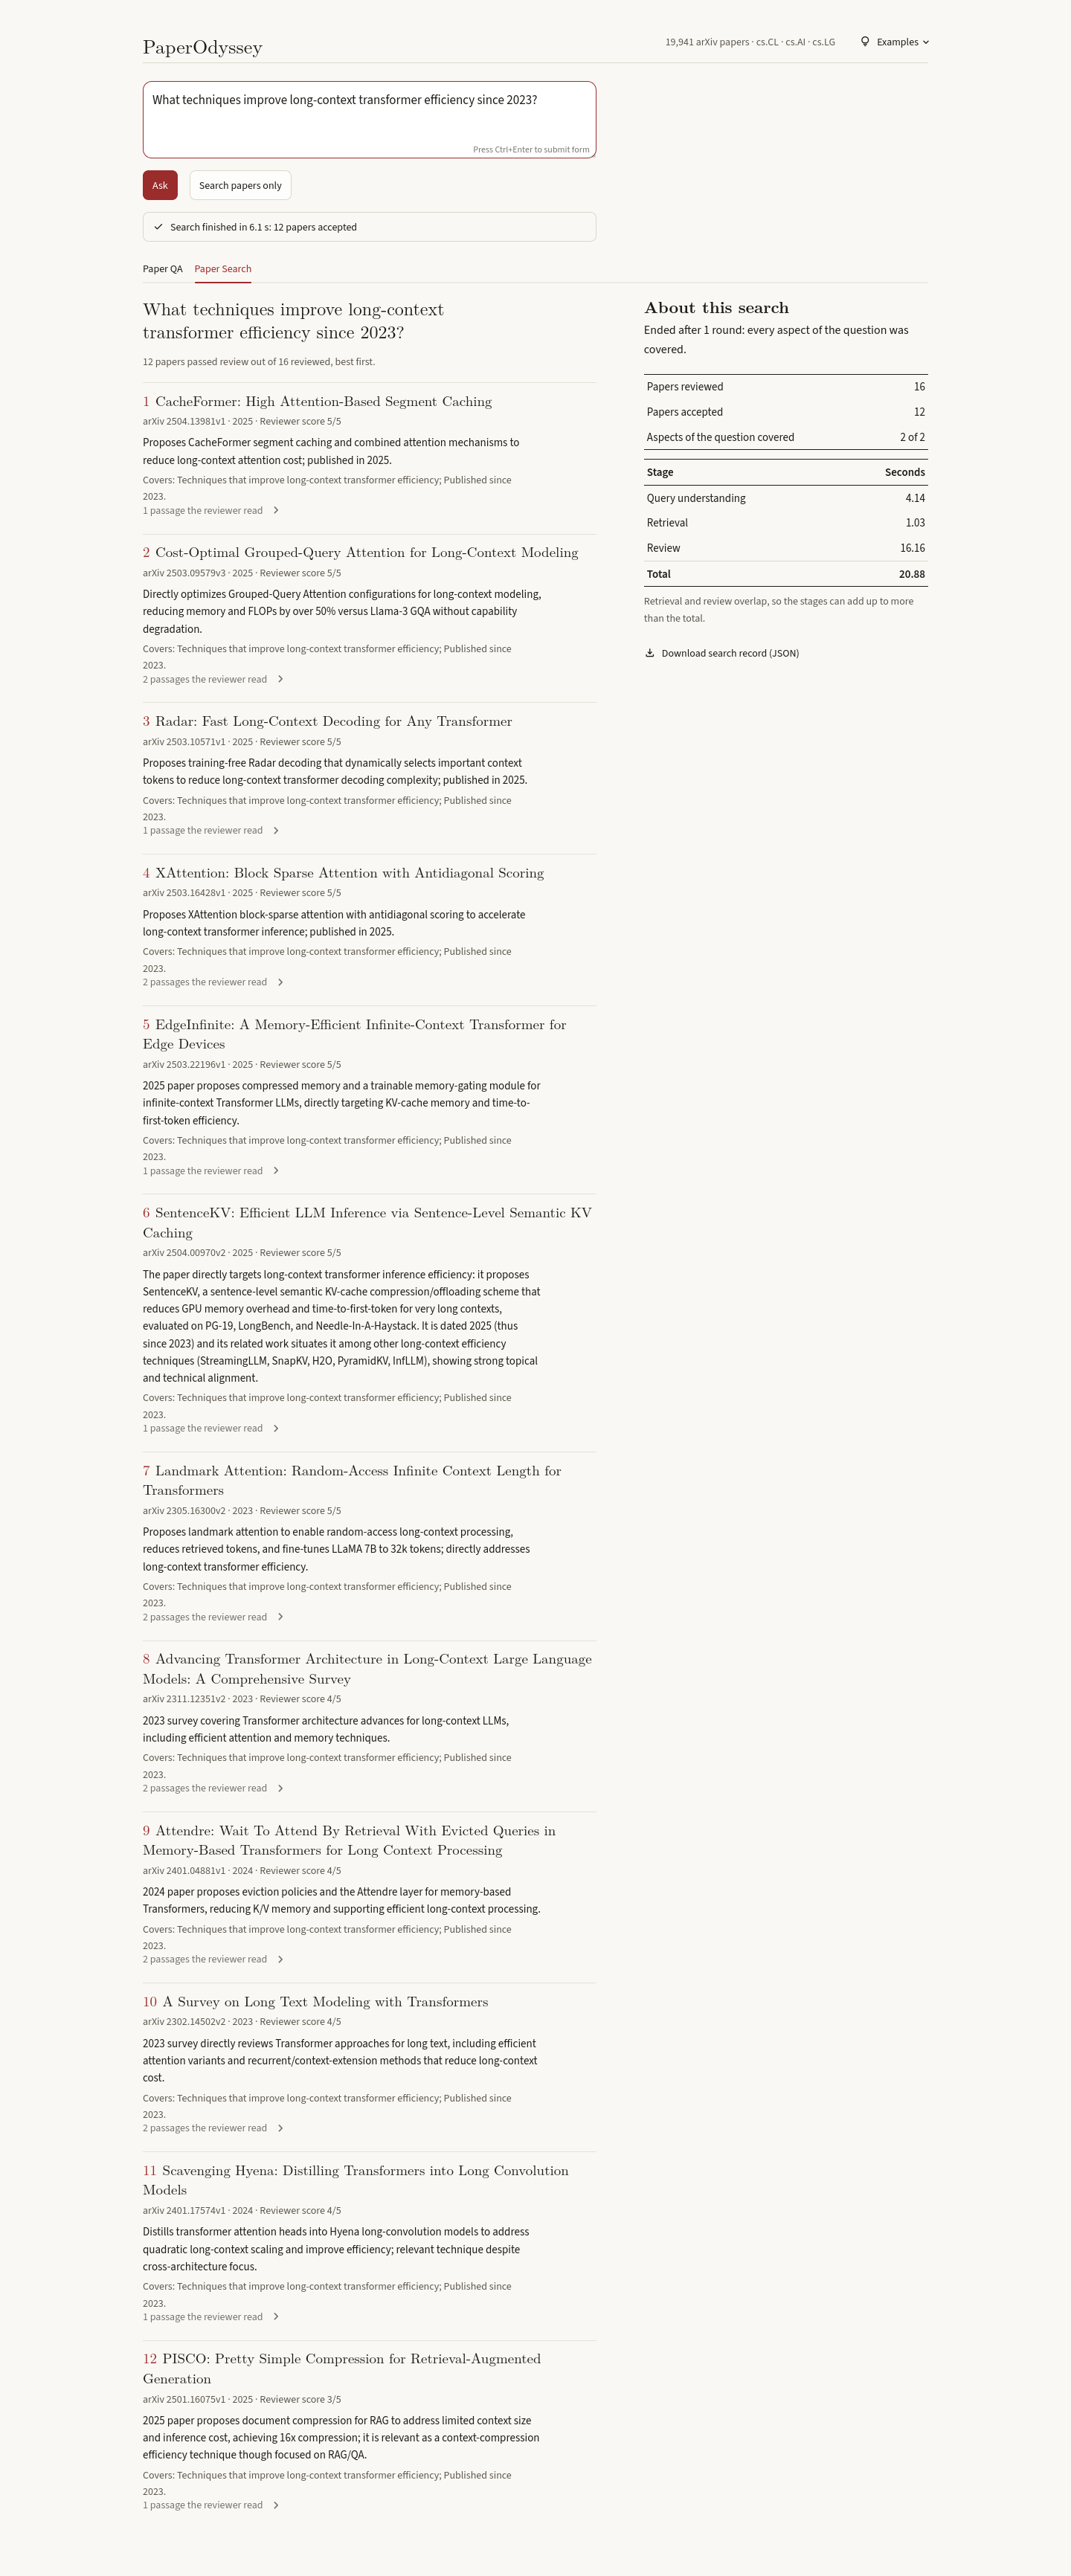 PaperOdyssey
19,941 arXiv papers · cs.CL · cs.AI · cs.LG
Examples
What techniques improve long-context transformer efficiency since 2023?
Press Ctrl+Enter to submit form
Ask
Search papers only
Search finished in 6.1 s: 12 papers accepted
Paper QA
Paper Search
What techniques improve long-context
transformer efficiency since 2023?
12 papers passed review out of 16 reviewed, best first.
1 CacheFormer: High Attention-Based Segment Caching
arXiv 2504.13981v1 · 2025 · Reviewer score 5/5
Proposes CacheFormer segment caching and combined attention mechanisms to
reduce long-context attention cost; published in 2025.
Covers: Techniques that improve long-context transformer efficiency; Published since
2023.
1 passage the reviewer read
2 Cost-Optimal Grouped-Query Attention for Long-Context Modeling
arXiv 2503.09579v3 · 2025 · Reviewer score 5/5
Directly optimizes Grouped-Query Attention configurations for long-context modeling,
reducing memory and FLOPs by over 50% versus Llama-3 GQA without capability
degradation.
Covers: Techniques that improve long-context transformer efficiency; Published since
2023.
2 passages the reviewer read
3 Radar: Fast Long-Context Decoding for Any Transformer
arXiv 2503.10571v1 · 2025 · Reviewer score 5/5
Proposes training-free Radar decoding that dynamically selects important context
tokens to reduce long-context transformer decoding complexity; published in 2025.
Covers: Techniques that improve long-context transformer efficiency; Published since
2023.
1 passage the reviewer read
4 XAttention: Block Sparse Attention with Antidiagonal Scoring
arXiv 2503.16428v1 · 2025 · Reviewer score 5/5
Proposes XAttention block-sparse attention with antidiagonal scoring to accelerate
long-context transformer inference; published in 2025.
Covers: Techniques that improve long-context transformer efficiency; Published since
2023.
2 passages the reviewer read
5 EdgeInfinite: A Memory-Efficient Infinite-Context Transformer for
Edge Devices
arXiv 2503.22196v1 · 2025 · Reviewer score 5/5
2025 paper proposes compressed memory and a trainable memory-gating module for
infinite-context Transformer LLMs, directly targeting KV-cache memory and time-to-
first-token efficiency.
Covers: Techniques that improve long-context transformer efficiency; Published since
2023.
1 passage the reviewer read
6 SentenceKV: Efficient LLM Inference via Sentence-Level Semantic KV
Caching
arXiv 2504.00970v2 · 2025 · Reviewer score 5/5
The paper directly targets long-context transformer inference efficiency: it proposes
SentenceKV, a sentence-level semantic KV-cache compression/offloading scheme that
reduces GPU memory overhead and time-to-first-token for very long contexts,
evaluated on PG-19, LongBench, and Needle-In-A-Haystack. It is dated 2025 (thus
since 2023) and its related work situates it among other long-context efficiency
techniques (StreamingLLM, SnapKV, H2O, PyramidKV, InfLLM), showing strong topical
and technical alignment.
Covers: Techniques that improve long-context transformer efficiency; Published since
2023.
1 passage the reviewer read
7 Landmark Attention: Random-Access Infinite Context Length for
Transformers
arXiv 2305.16300v2 · 2023 · Reviewer score 5/5
Proposes landmark attention to enable random-access long-context processing,
reduces retrieved tokens, and fine-tunes LLaMA 7B to 32k tokens; directly addresses
long-context transformer efficiency.
Covers: Techniques that improve long-context transformer efficiency; Published since
2023.
2 passages the reviewer read
8 Advancing Transformer Architecture in Long-Context Large Language
Models: A Comprehensive Survey
arXiv 2311.12351v2 · 2023 · Reviewer score 4/5
2023 survey covering Transformer architecture advances for long-context LLMs,
including efficient attention and memory techniques.
Covers: Techniques that improve long-context transformer efficiency; Published since
2023.
2 passages the reviewer read
9 Attendre: Wait To Attend By Retrieval With Evicted Queries in
Memory-Based Transformers for Long Context Processing
arXiv 2401.04881v1 · 2024 · Reviewer score 4/5
2024 paper proposes eviction policies and the Attendre layer for memory-based
Transformers, reducing K/V memory and supporting efficient long-context processing.
Covers: Techniques that improve long-context transformer efficiency; Published since
2023.
2 passages the reviewer read
10 A Survey on Long Text Modeling with Transformers
arXiv 2302.14502v2 · 2023 · Reviewer score 4/5
2023 survey directly reviews Transformer approaches for long text, including efficient
attention variants and recurrent/context-extension methods that reduce long-context
cost.
Covers: Techniques that improve long-context transformer efficiency; Published since
2023.
2 passages the reviewer read
11 Scavenging Hyena: Distilling Transformers into Long Convolution
Models
arXiv 2401.17574v1 · 2024 · Reviewer score 4/5
Distills transformer attention heads into Hyena long-convolution models to address
quadratic long-context scaling and improve efficiency; relevant technique despite
cross-architecture focus.
Covers: Techniques that improve long-context transformer efficiency; Published since
2023.
1 passage the reviewer read
12 PISCO: Pretty Simple Compression for Retrieval-Augmented
Generation
arXiv 2501.16075v1 · 2025 · Reviewer score 3/5
2025 paper proposes document compression for RAG to address limited context size
and inference cost, achieving 16x compression; it is relevant as a context-compression
efficiency technique though focused on RAG/QA.
Covers: Techniques that improve long-context transformer efficiency; Published since
2023.
1 passage the reviewer read
About this search
Ended after 1 round: every aspect of the question was
covered.
Papers reviewed 16
Papers accepted 12
Aspects of the question covered 2 of 2
Stage Seconds
Query understanding 4.14
Retrieval 1.03
Review 16.16
Total 20.88
Retrieval and review overlap, so the stages can add up to more
than the total.
Download search record (JSON)